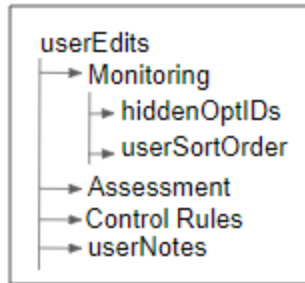 userEdits
Monitoring
hiddenOptIDs
userSortOrder
Assessment
Control Rules
userNotes